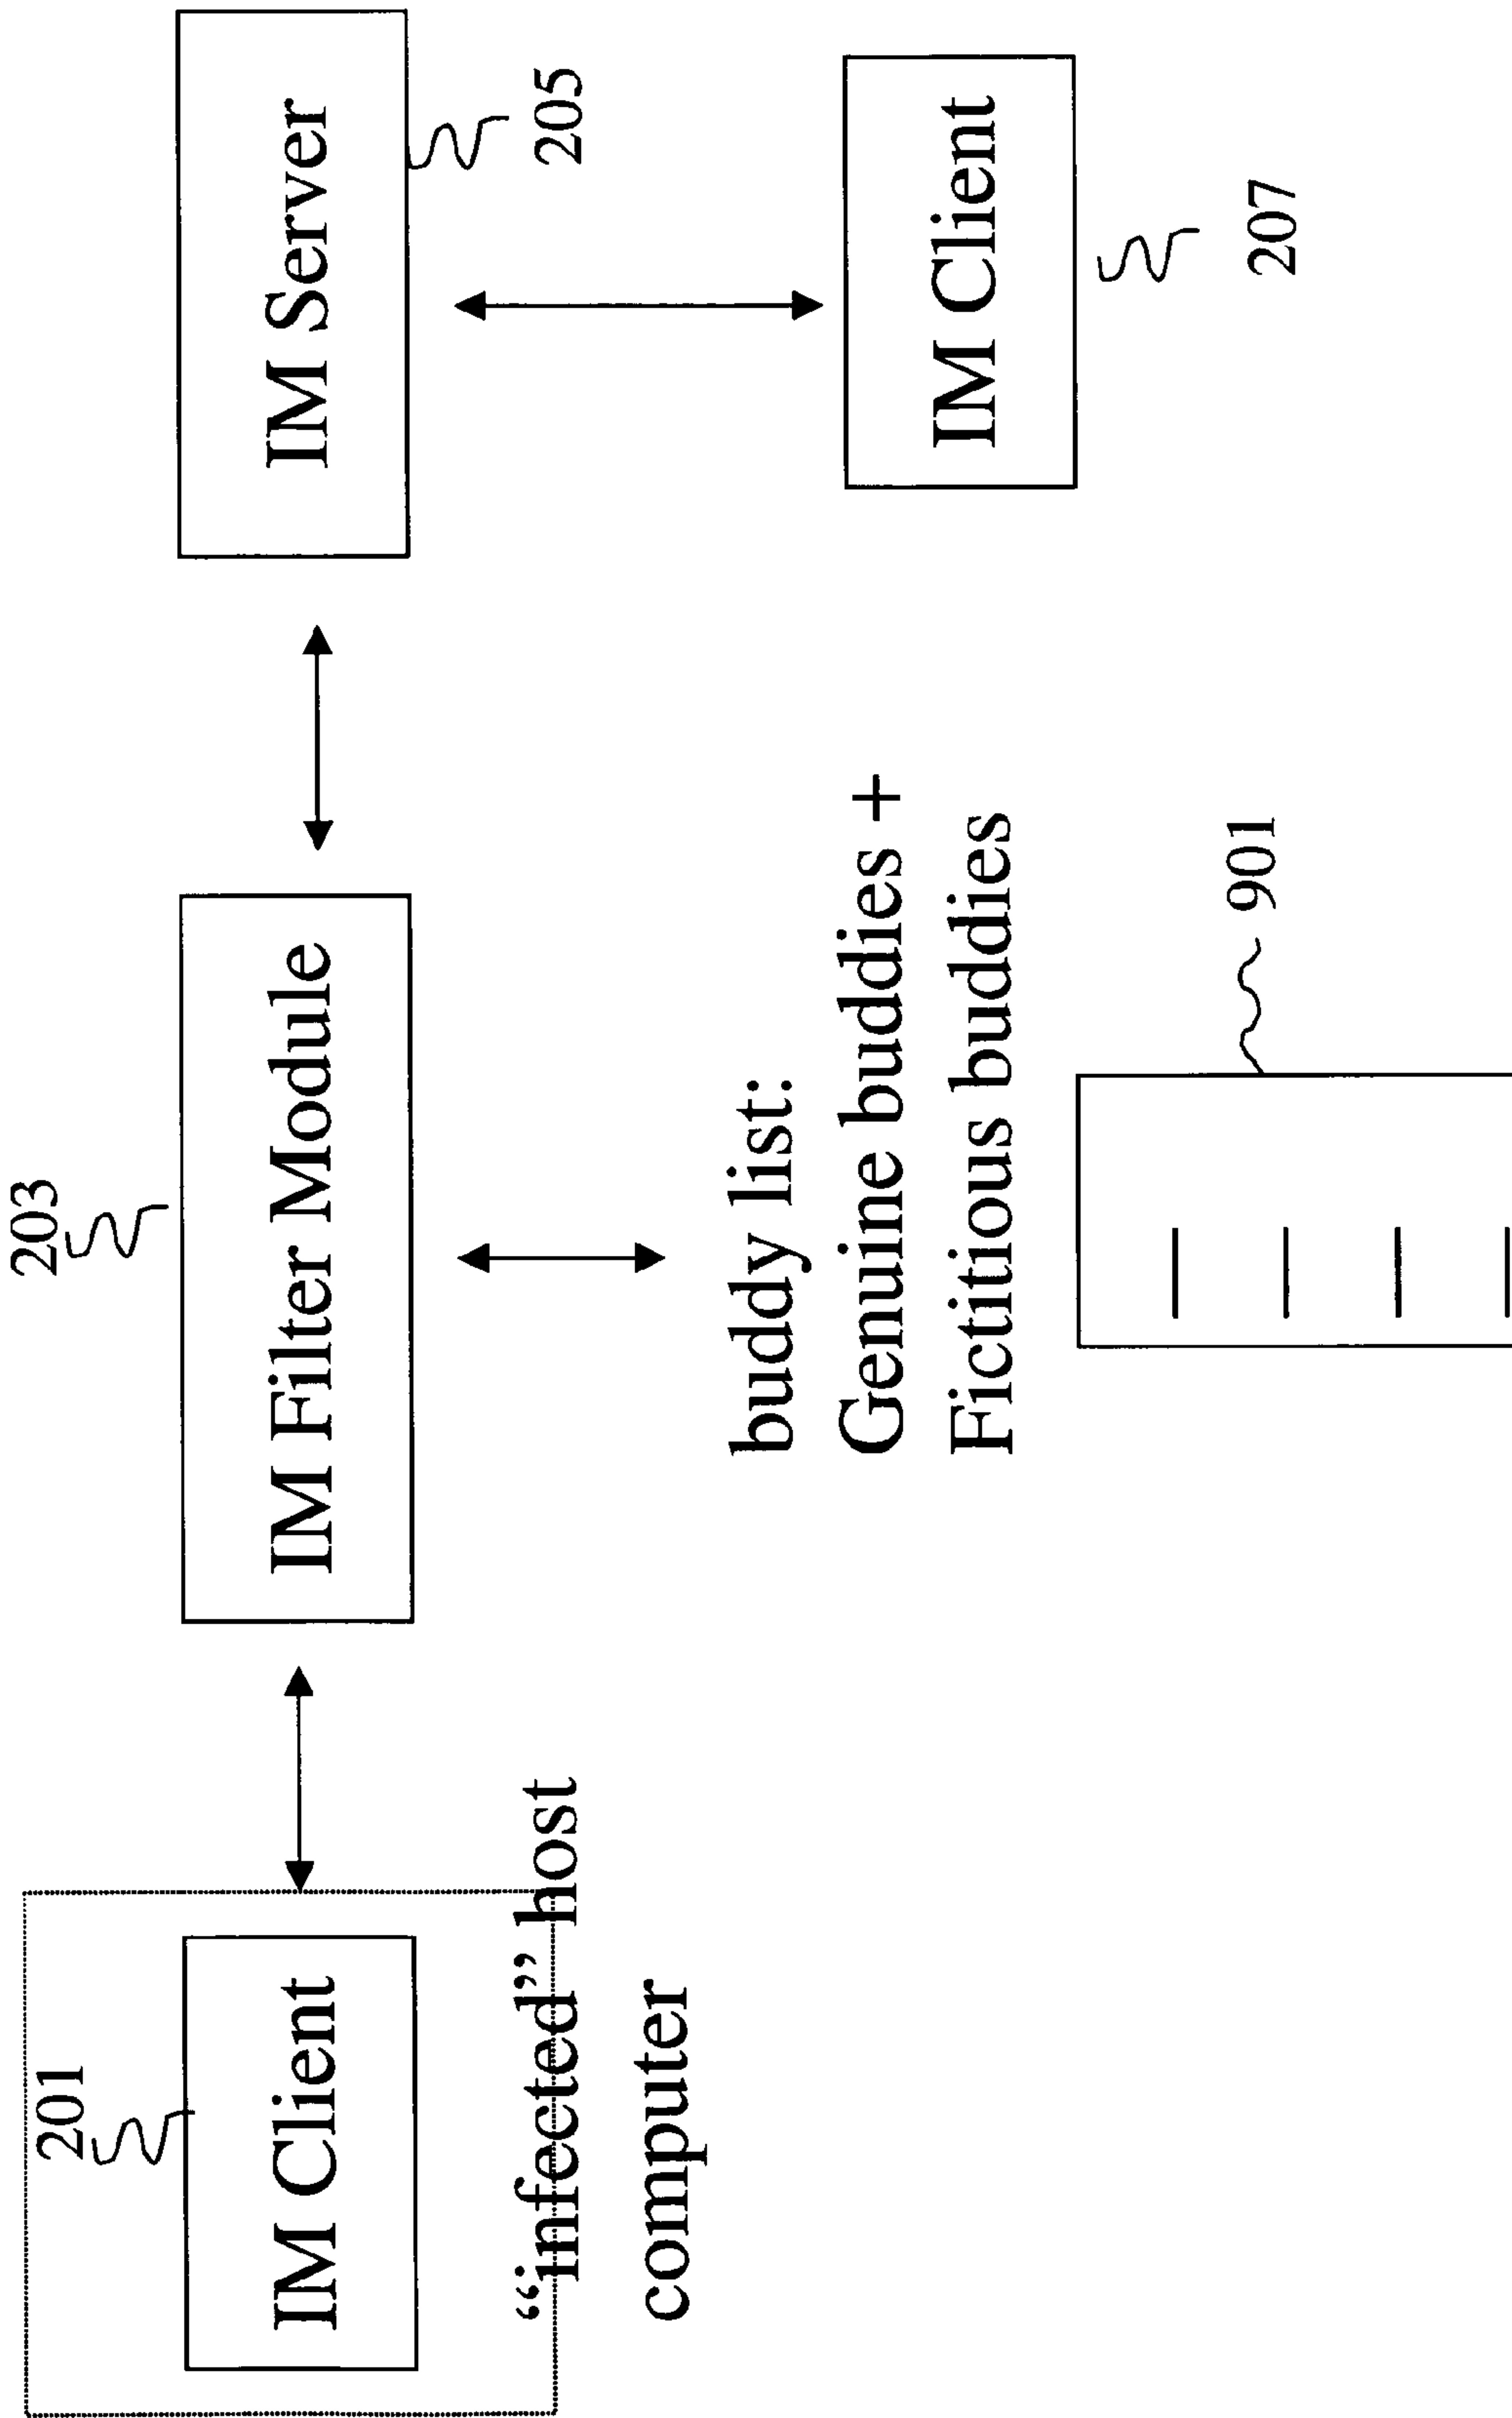 201
IM Client
“infected” host
computer
203
IM Filter Module
buddy list:
Genuine buddies +
Fictitious buddies
901
IM Server
205
IM Client
207